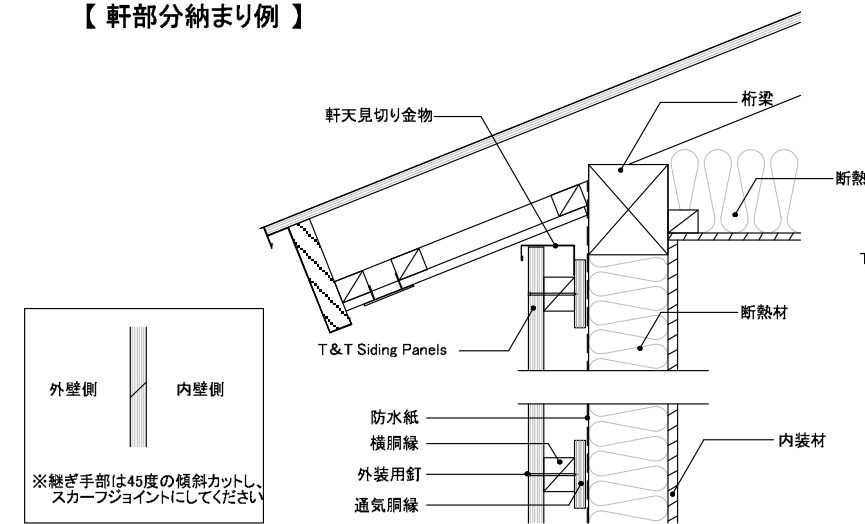 【 軒部分納まり例 】
軒天見切り金物
桁梁
断熱
T
断熱材
T&T Siding Panels
外壁側
内壁側
防水紙
横胴縁
外装用釘
通気胴縁
内装材
※継ぎ手部は45度の傾斜カットし、
スカーフジョイントにしてください